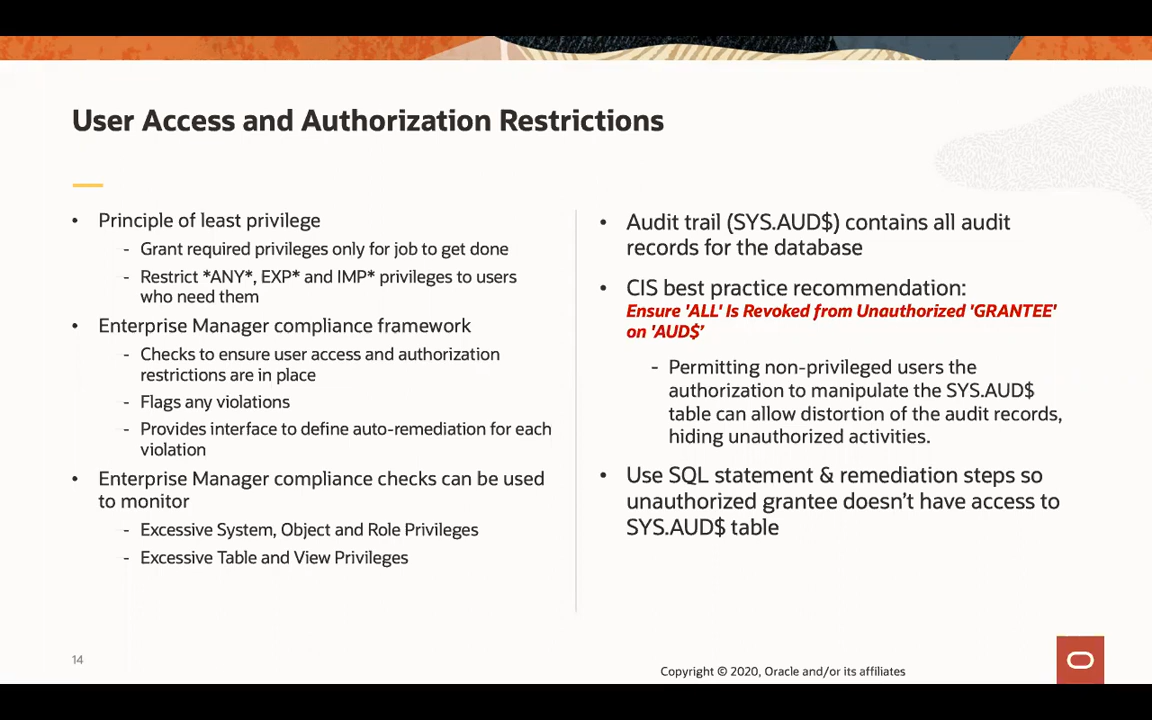 User Access and Authorization Restrictions
• Principle of least privilege
- Grant required privileges only for job to get done
- Restrict *ANY*, EXP* and IMP* privileges to users
who need them
• Enterprise Manager compliance framework
- Checks to ensure user access and authorization
restrictions are in place
- Flags any violations
- Provides interface to define auto-remediation for each
violation
• Enterprise Manager compliance checks can be used
to monitor
- Excessive System, Object and Role Privileges
- Excessive Table and View Privileges
• Audit trail (SYS.AUD$) contains all audit
records for the database
• CIS best practice recommendation:
Ensure 'ALL' Is Revoked from Unauthorized 'GRANTEE'
on 'AUD$’
- Permitting non-privileged users the
authorization to manipulate the SYS.AUD$
table can allow distortion of the audit records,
hiding unauthorized activities.
• Use SQL statement & remediation steps so
unauthorized grantee doesn’t have access to
SYS.AUD$ table
14
Copyright © 2020, Oracle and/or its affiliates